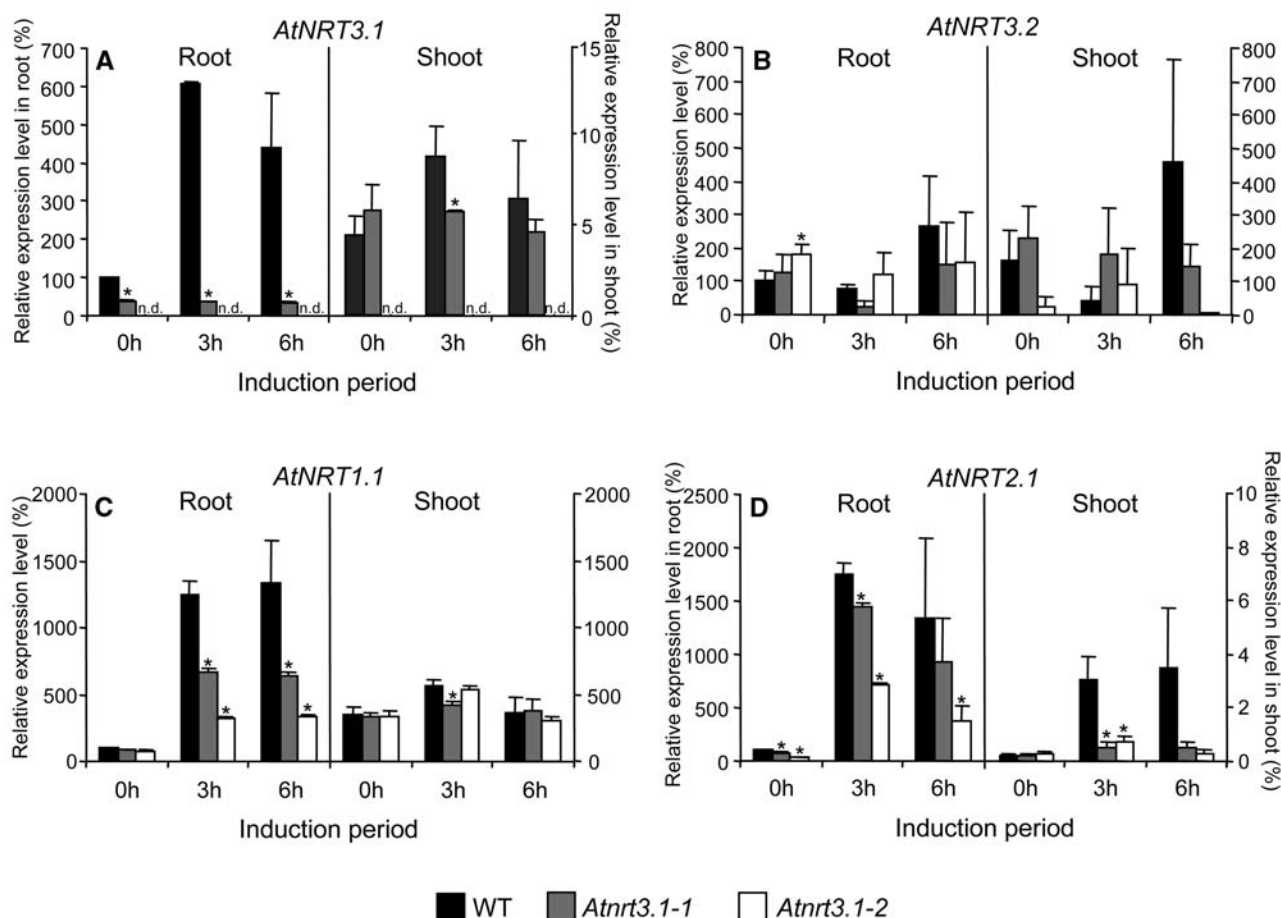 AtNRT3.1
A
Root
Shoot
Relative expression level in root (%)
700
600
500
400
300
200
100
0
15
10
5
0
Relative expression level in shoot (%)
* n.d.
* n.d.
* n.d.
n.d.
* n.d.
n.d.
0h 3h 6h 0h 3h 6h
Induction period
AtNRT3.2
B
Root
Shoot
Relative expression level (%)
800
700
600
500
400
300
200
100
0
800
700
600
500
400
300
200
100
0
*
0h 3h 6h 0h 3h 6h
Induction period
AtNRT1.1
C
Root
Shoot
Relative expression level (%)
2000
1500
1000
500
0
2000
1500
1000
500
0
* *
* *
*
0h 3h 6h 0h 3h 6h
Induction period
AtNRT2.1
D
Root
Shoot
Relative expression level in root (%)
2500
2000
1500
1000
500
0
10
8
6
4
2
0
Relative expression level in shoot (%)
* *
* *
*
* *
0h 3h 6h 0h 3h 6h
Induction period
WT Atnrt3.1-1 Atnrt3.1-2